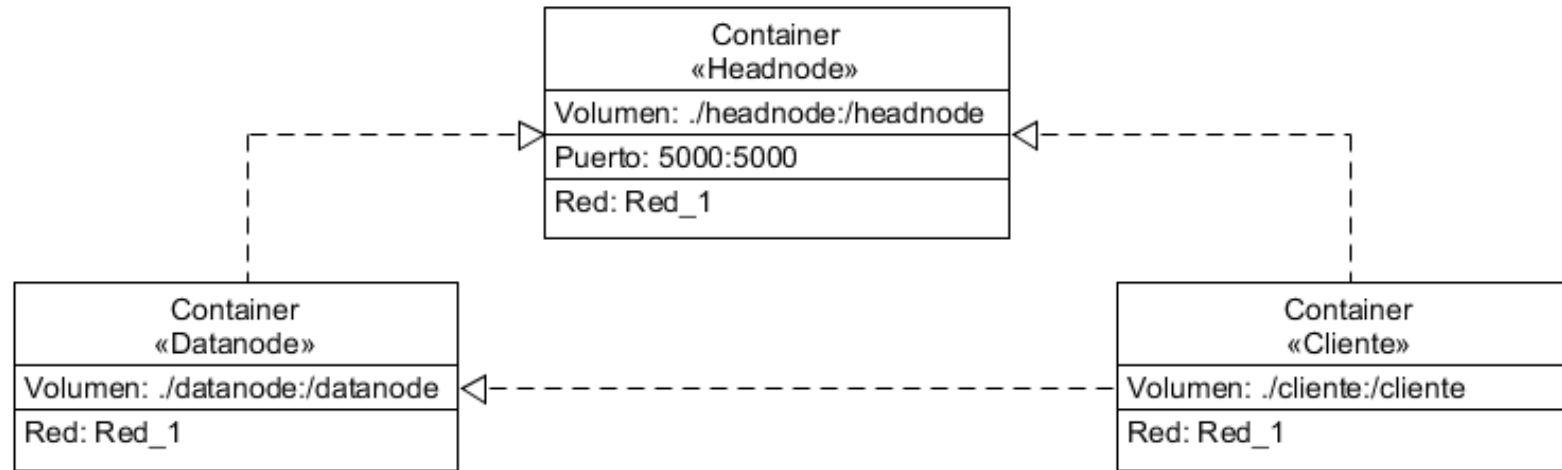 Container
«Headnode»
Volumen: ./headnode:/headnode
Puerto: 5000:5000
Red: Red_1
Container
«Datanode»
Volumen: ./datanode:/datanode
Red: Red_1
Container
«Cliente»
Volumen: ./cliente:/cliente
Red: Red_1